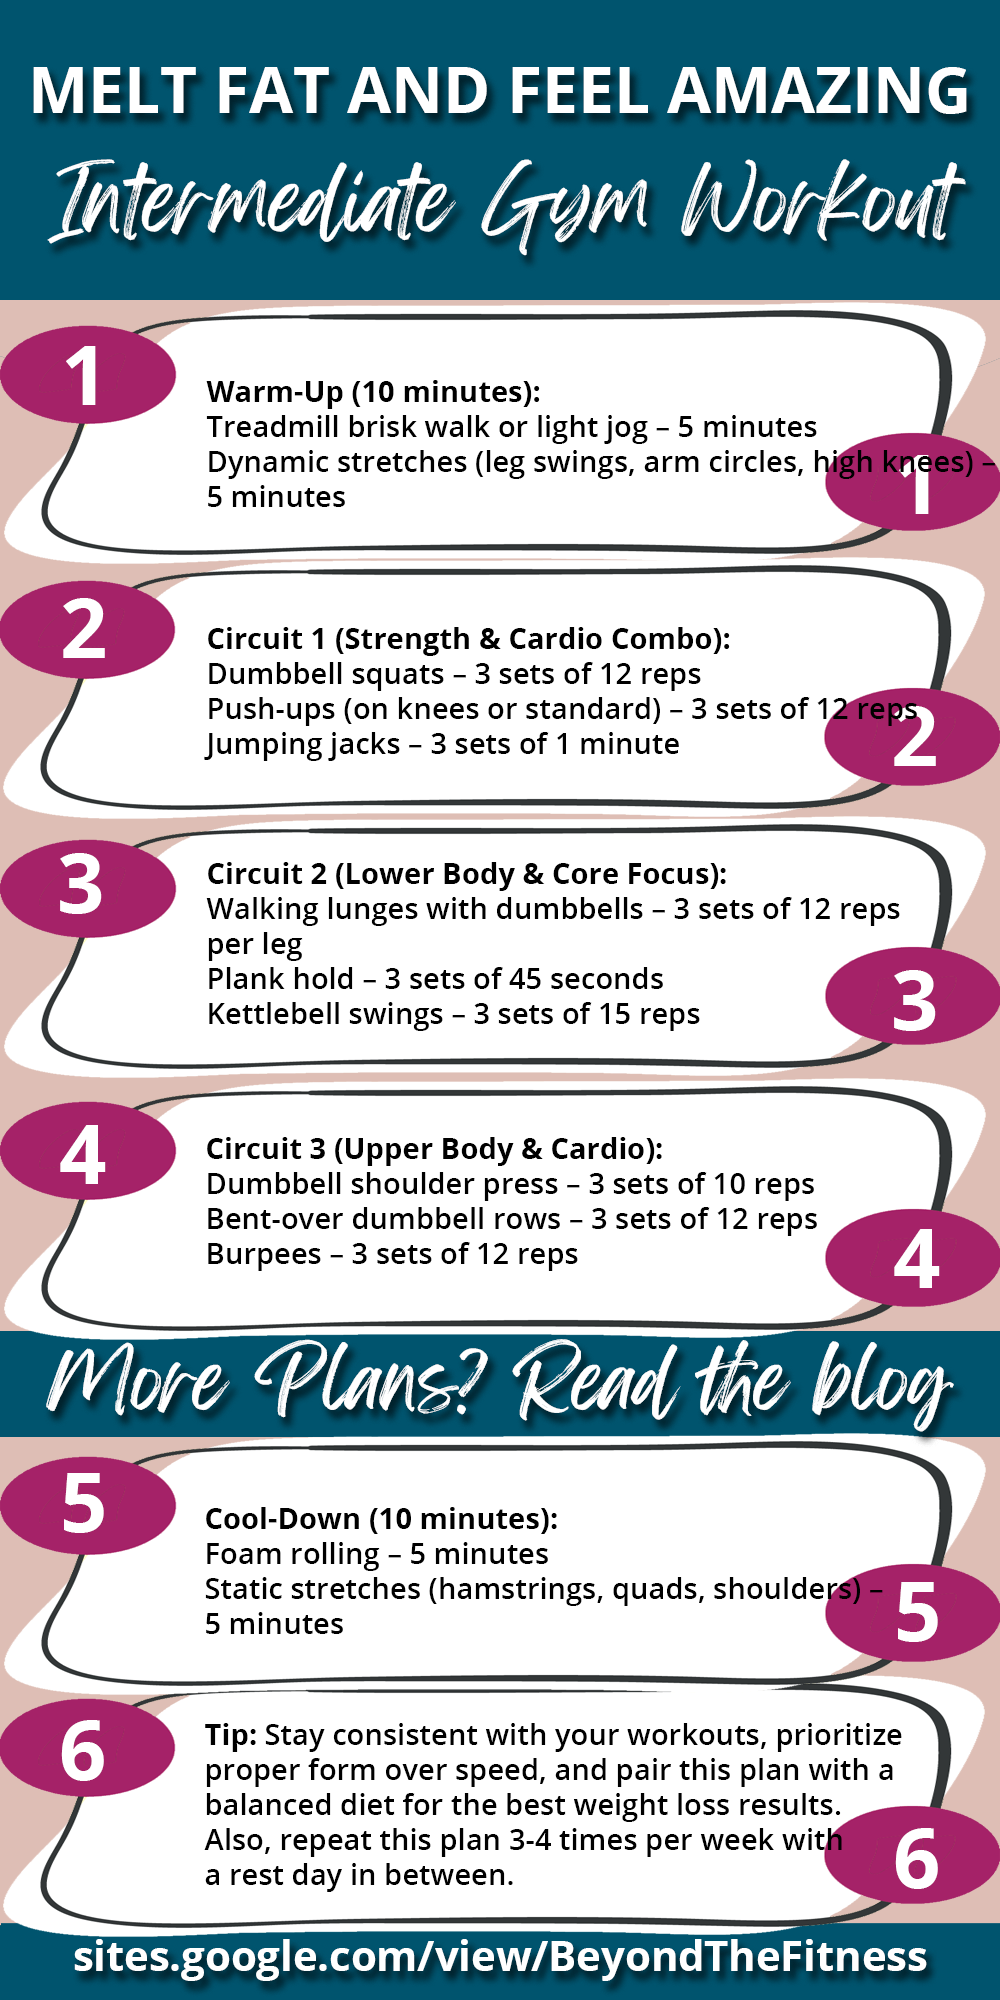 MELT FAT AND FEEL AMAZING
Intermediate Gym Workout
1
Warm-Up (10 minutes):
Treadmill brisk walk or light jog – 5 minutes
Dynamic stretches (leg swings, arm circles, high knees) –
5 minutes
1
2
Circuit 1 (Strength & Cardio Combo):
Dumbbell squats – 3 sets of 12 reps
Push-ups (on knees or standard) – 3 sets of 12 reps
Jumping jacks – 3 sets of 1 minute
2
3
Circuit 2 (Lower Body & Core Focus):
Walking lunges with dumbbells – 3 sets of 12 reps
per leg
Plank hold – 3 sets of 45 seconds
Kettlebell swings – 3 sets of 15 reps
3
4
Circuit 3 (Upper Body & Cardio):
Dumbbell shoulder press – 3 sets of 10 reps
Bent-over dumbbell rows – 3 sets of 12 reps
Burpees – 3 sets of 12 reps
4
More Plans? Read the blog
5
Cool-Down (10 minutes):
Foam rolling – 5 minutes
Static stretches (hamstrings, quads, shoulders) –
5 minutes
5
6
Tip: Stay consistent with your workouts, prioritize
proper form over speed, and pair this plan with a
balanced diet for the best weight loss results.
Also, repeat this plan 3-4 times per week with
a rest day in between.
6
sites.google.com/view/BeyondTheFitness